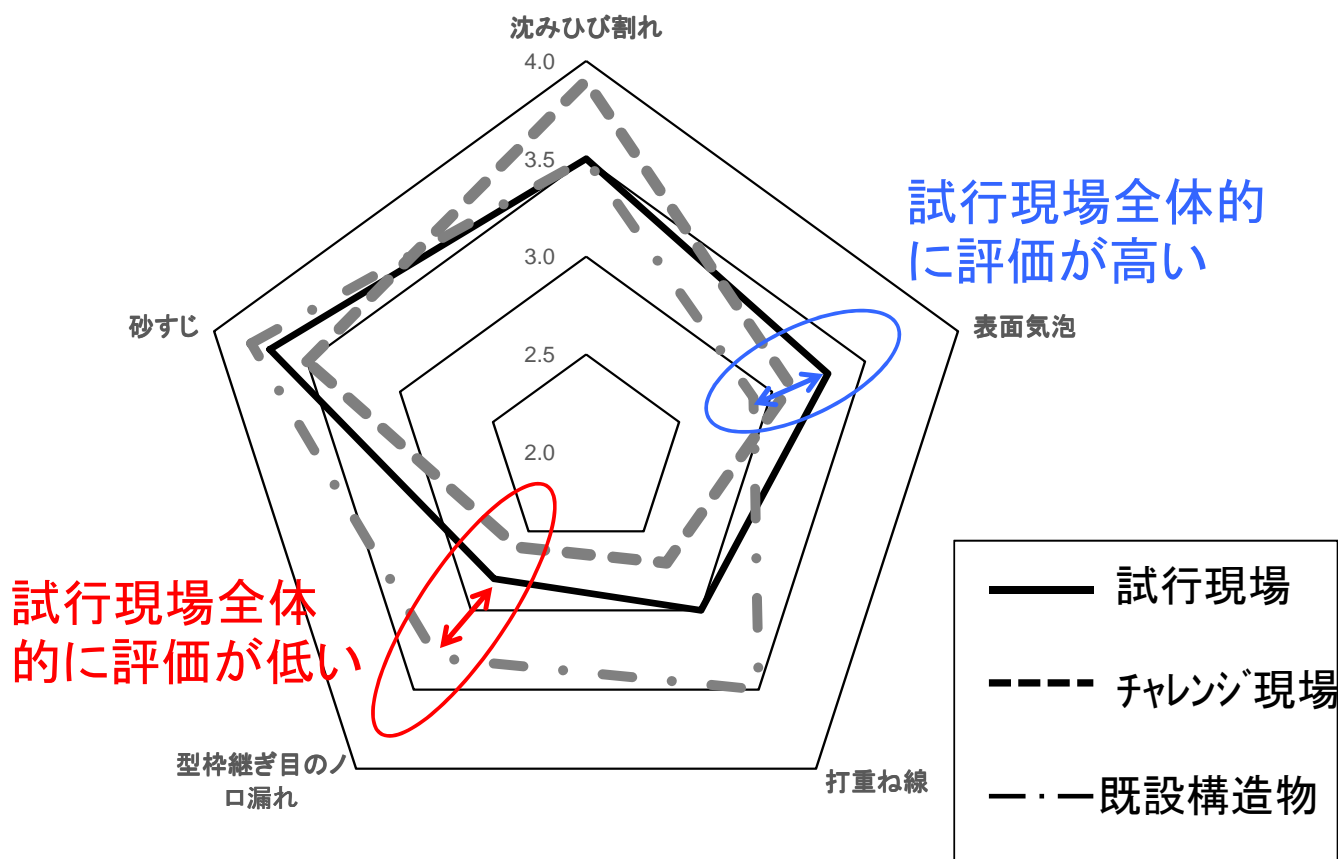 沈みひび割れ
4.0
3.5
3.0
2.5
2.0
試行現場全体的
に評価が高い
砂すじ
表面気泡
試行現場全体
的に評価が低い
型枠継ぎ目のノ
ロ漏れ
打重ね線
試行現場
ﾁｬﾚﾝｼﾞ現場
既設構造物